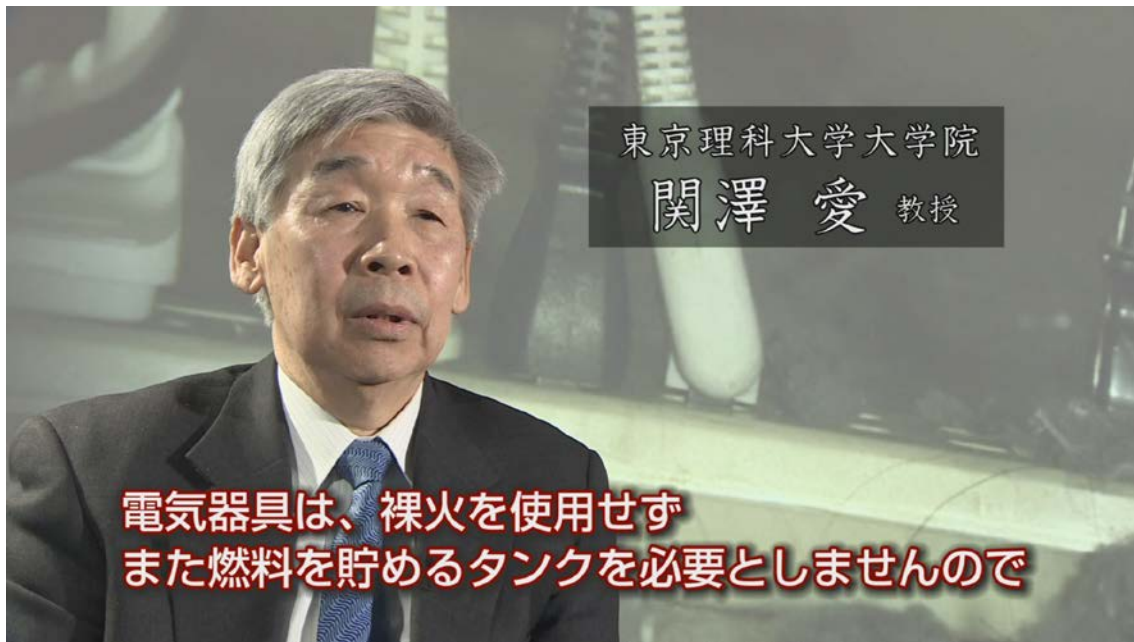 東京理科大学大学院
関澤 愛 教授
電気器具は、裸火を使用せず
また燃料を貯めるタンクを必要としませんので